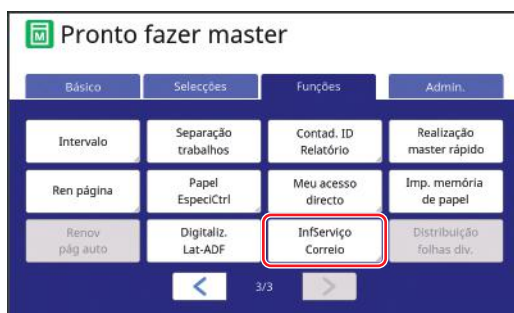 M Pronto fazer master
Básico Selecções Funções Admin.
Intervalo
Separação
trabalhos
Contad. ID
Relatório
Realização
master rápido
Ren página
Papel
EspeciCtrl
Meu acesso
directo
Imp. memória
de papel
Renov
pág auto
Digitaliz.
Lat-ADF
InfServiço
Correio
Distribuição
folhas div.
< 3/3 >